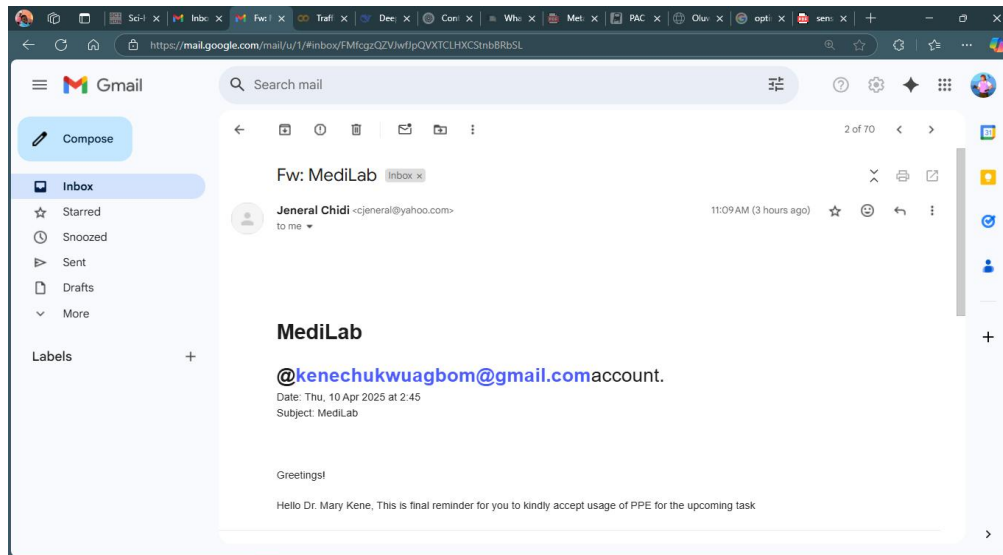 Sci-
Inbo
Fw:
Traff
Dee
Cont
Wha
Met
PAC
Oluw
opti
sens
https://mail.google.com/mail/u/1/#inbox/FMfcgzQZVJwfJpQVXTCLHXCStnbBRbSL
Gmail
Search mail
Compose
2 of 70
Inbox
Starred
Snoozed
Sent
Drafts
More
Labels
Fw: MediLab Inbox x
Jeneral Chidi <cjeneral@yahoo.com> 11:09 AM (3 hours ago)
to me
31
MediLab
@kenechukwuagbom@gmail.comaccount.
Date: Thu, 10 Apr 2025 at 2:45
Subject: MediLab
Greetings!
Hello Dr. Mary Kene, This is final reminder for you to kindly accept usage of PPE for the upcoming task